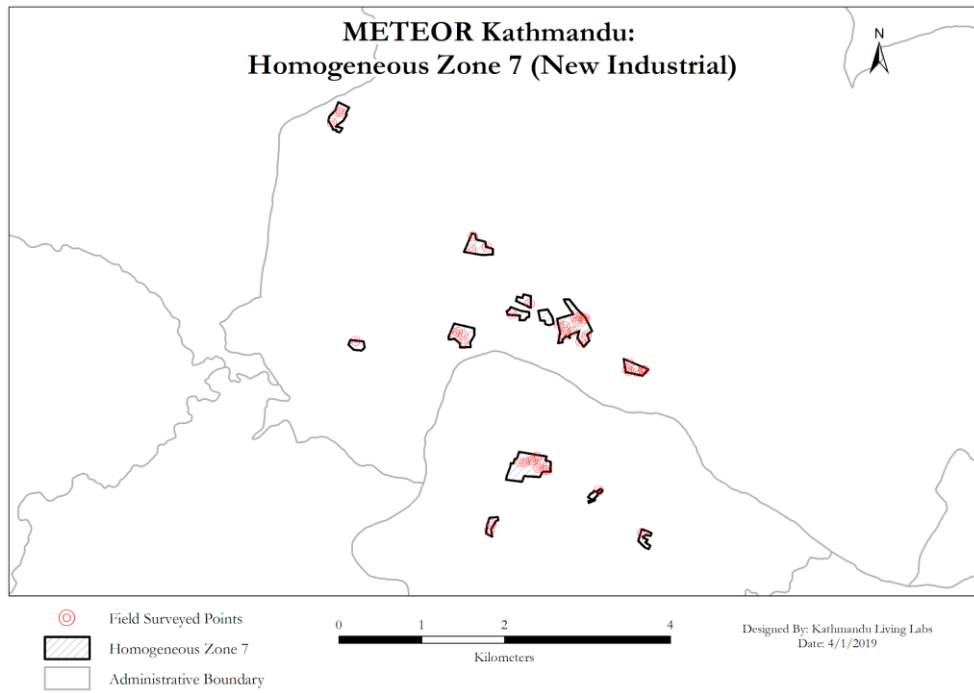 METEOR Kathmandu:
Homogeneous Zone 7 (New Industrial)
N
Field Surveyed Points
Homogeneous Zone 7
Administrative Boundary
0 1 2 4
Kilometers
Designed By: Kathmandu Living Labs
Date: 4/1/2019